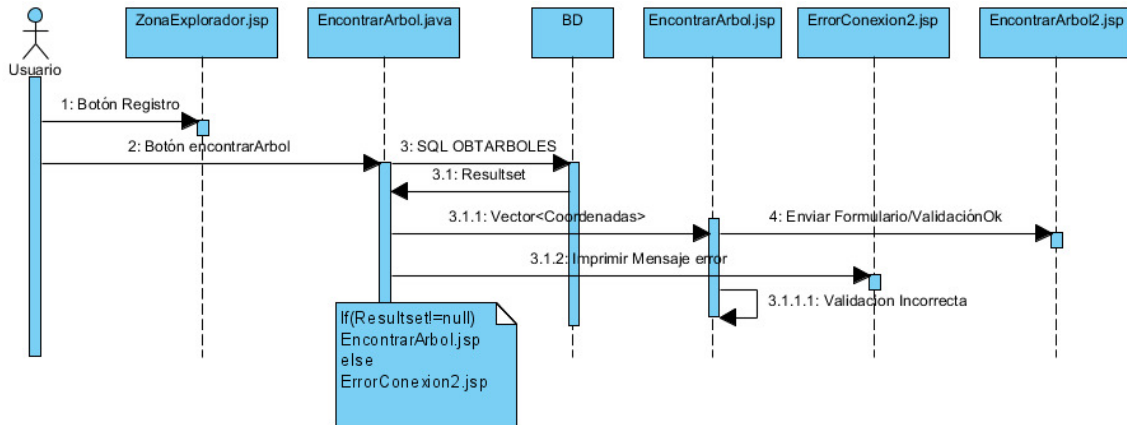 ZonaExplorador.jsp
EncontrarArbol.java
BD
EncontrarArbol.jsp
ErrorConexion2.jsp
EncontrarArbol2.jsp
Usuario
1: Botón Registro
2: Botón encontrarArbol
3: SQL OBTARBOLES
3.1: Resultset
3.1.1: Vector<Coordenadas>
4: Enviar Formulario/ValidaciónOk
3.1.2: Imprimir Mensaje error
3.1.1.1: Validacion Incorrecta
If(Resultset!=null)
EncontrarArbol.jsp
else
ErrorConexion2.jsp